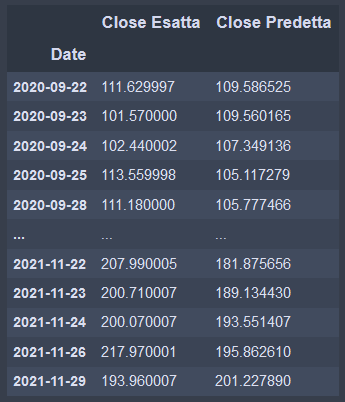 Close Esatta Close Predetta
Date
2020-09-22 111.629997 109.586525
2020-09-23 101.570000 109.560165
2020-09-24 102.440002 107.349136
2020-09-25 113.559998 105.117279
2020-09-28 111.180000 105.777466
... ... ...
2021-11-22 207.990005 181.875656
2021-11-23 200.710007 189.134430
2021-11-24 200.070007 193.551407
2021-11-26 217.970001 195.862610
2021-11-29 193.960007 201.227890